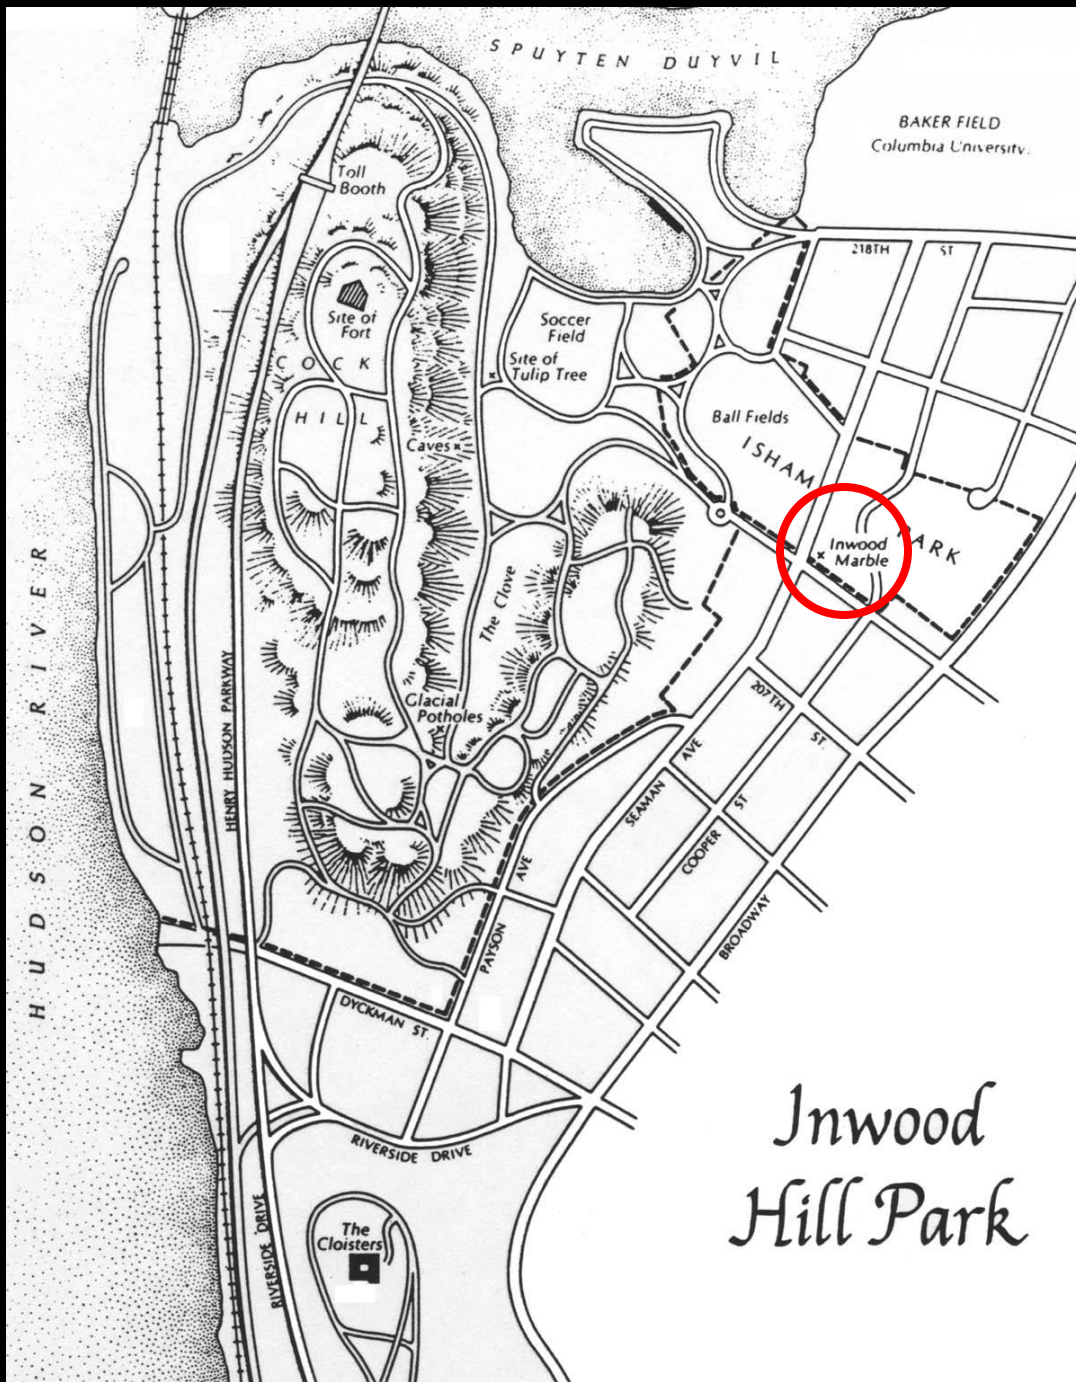 SPUYTEN DUYVIL
BAKER FIELD
Columbia University.
Toll
Booth
218TH ST
Site of
Fort
Soccer
Field
COCK
Site of
Tulip Tree
HILL
Ball Fields
Caves
ISHAM
PARK
Inwood
Marble
HUDSON RIVER
The Clove
HENRY HUDSON PARKWAY
207TH ST.
Glacial
Potholes
SEAMAN AVE
COOPER ST
PAYSON AVE
BROADWAY
DYCKMAN ST.
Inwood
Hill Park
RIVERSIDE DRIVE
RIVERSIDE DRIVE
The
Cloisters